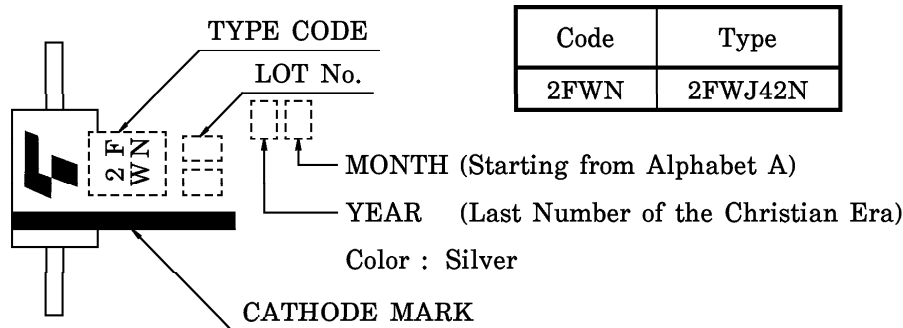 TYPE CODE
LOT No.
Code Type
2FWN 2FWJ42N
2 F
WN
MONTH (Starting from Alphabet A)
YEAR (Last Number of the Christian Era)
Color : Silver
CATHODE MARK